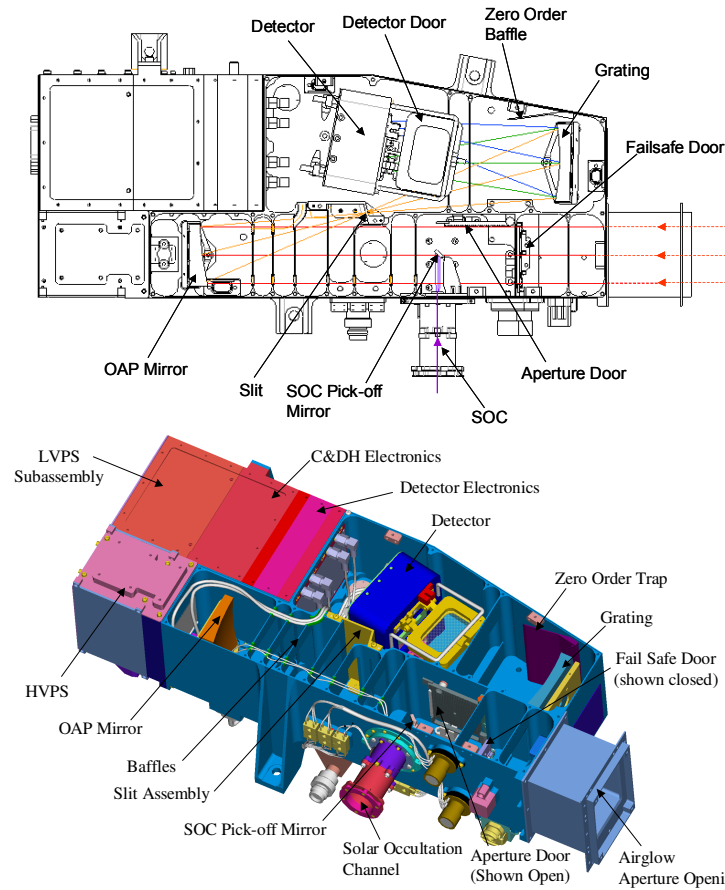 Detector
Detector Door
Zero Order
Baffle
Grating
Failsafe Door
OAP Mirror
Slit
SOC Pick-off
Mirror
SOC
Aperture Door
LVPS
Subassembly
C&DH Electronics
Detector Electronics
Detector
Zero Order Trap
Grating
Fail Safe Door
(shown closed)
HVPS
OAP Mirror
Baffles
Slit Assembly
SOC Pick-off Mirror
Solar Occultation
Channel
Aperture Door
(Shown Open)
Airglow
Aperture Openi